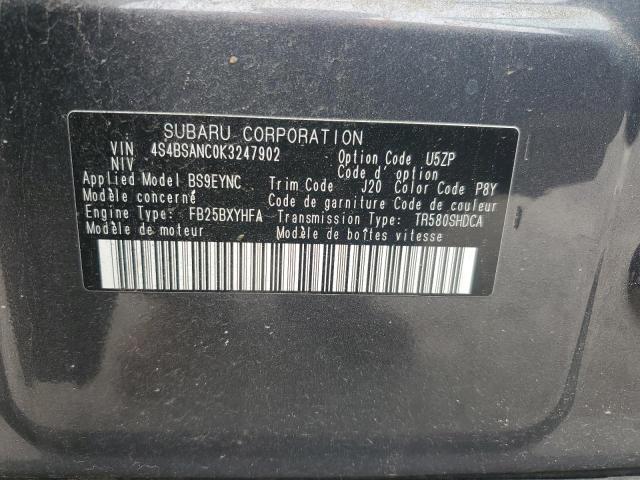 SUBARU CORPORATION
VIN 4S4BSANC0K3247902 Option Code U5ZP
NIV Code d'option
Applied Model BS9EYNC Trim Code J20 Color Code P8Y
Modèle concerné Code de garniture Code de couleur
Engine Type: FB25BXYHFA Transmission Type: TR580SHDCA
Modèle de moteur Modèle de boîtes vitesse